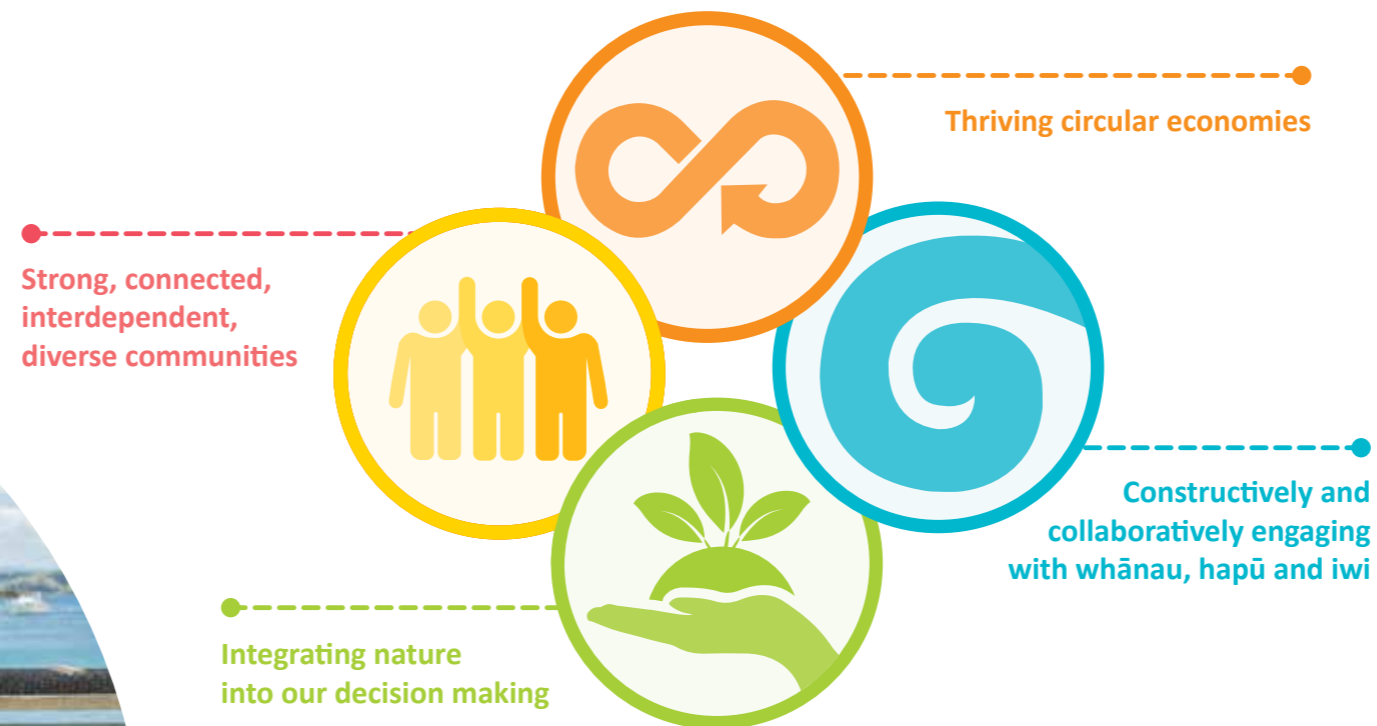 Thriving circular economies
Strong, connected,
interdependent,
diverse communities
Constructively and
collaboratively engaging
with whānau, hapū and iwi
Integrating nature
into our decision making